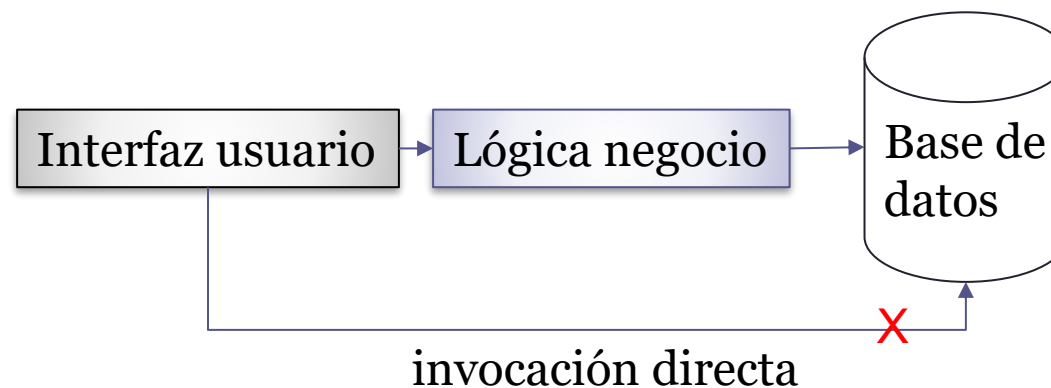 Interfaz usuario
Lógica negocio
Base de
datos
X
invocación directa